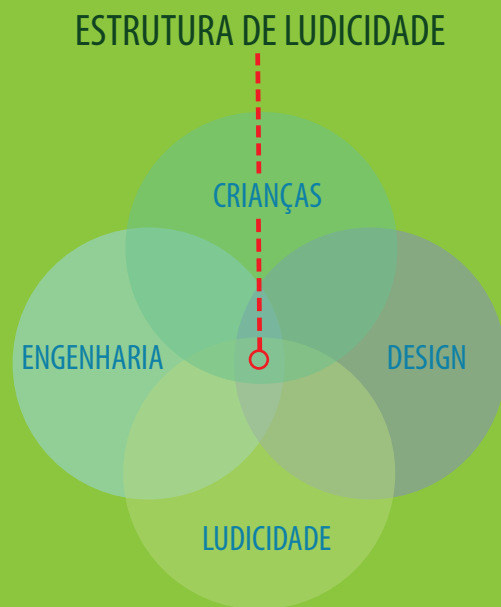 ESTRUTURA DE LUDICIDADE
CRIANÇAS
ENGENHARIA
DESIGN
LUDICIDADE